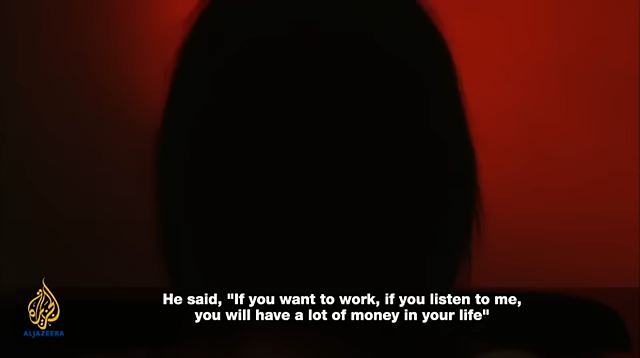 He said, "If you want to work, if you listen to me,
you will have a lot of money in your life"
الجزيرة
ALJAZEERA